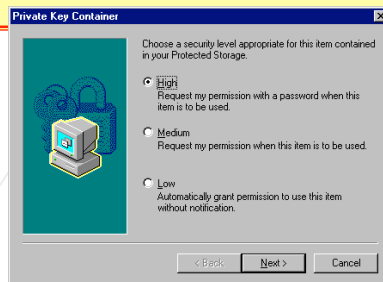 Private Key Container
Choose a security level appropriate for this item contained
in your Protected Storage.
High
Request my permission with a password when this
item is to be used.
Medium
Request my permission when this item is to be used.
Low
Automatically grant permission to use this item
without notification.
< Back
Next >
Cancel